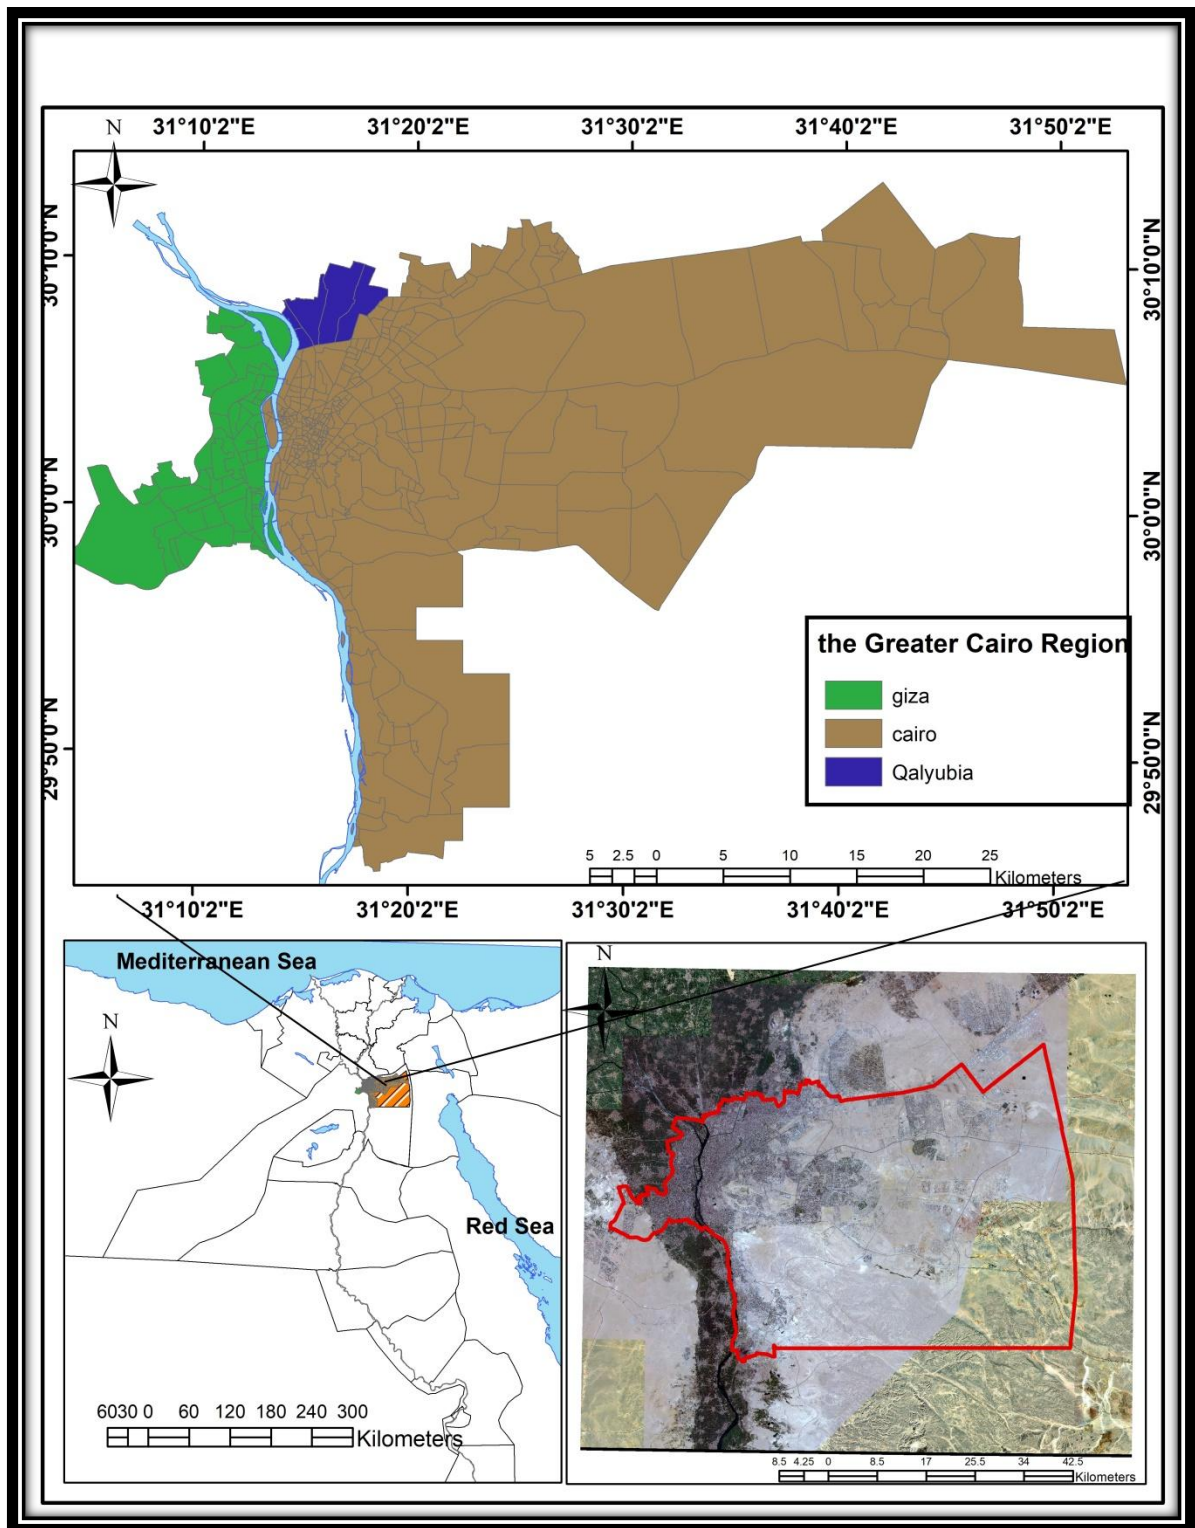 N
31°10'2"E 31°20'2"E 31°30'2"E 31°40'2"E 31°50'2"E
30°10'0"N
30°10'0"N
30°0'0"N
30°0'0"N
29°50'0"N
29°50'0"N
the Greater Cairo Region
giza
cairo
Qalyubia
5 2.5 0 5 10 15 20 25
Kilometers
31°10'2"E 31°20'2"E 31°30'2"E 31°40'2"E 31°50'2"E
Mediterranean Sea
N
Red Sea
6030 0 60 120 180 240 300
Kilometers
N
8.5 4.25 0 8.5 17 25.5 34 42.5
Kilometers